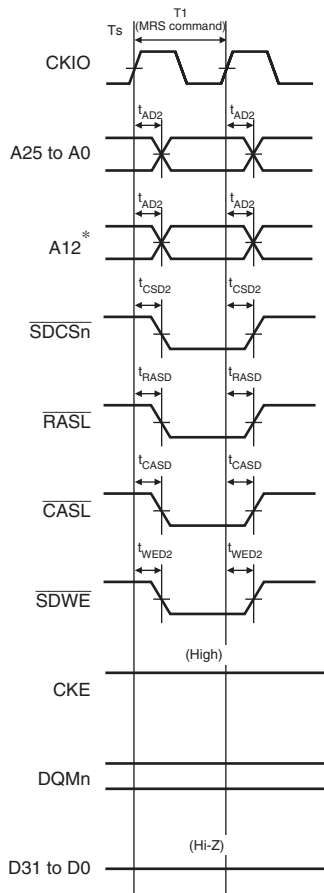 T1
Ts (MRS command)
CKIO
tAD2 tAD2
A25 to A0
tAD2 tAD2
A12*
tCSD2 tCSD2
SDCSn
tRASD tRASD
RASL
tCASD tCASD
CASL
tWED2 tWED2
SDWE
(High)
CKE
DQMn
(Hi-Z)
D31 to D0